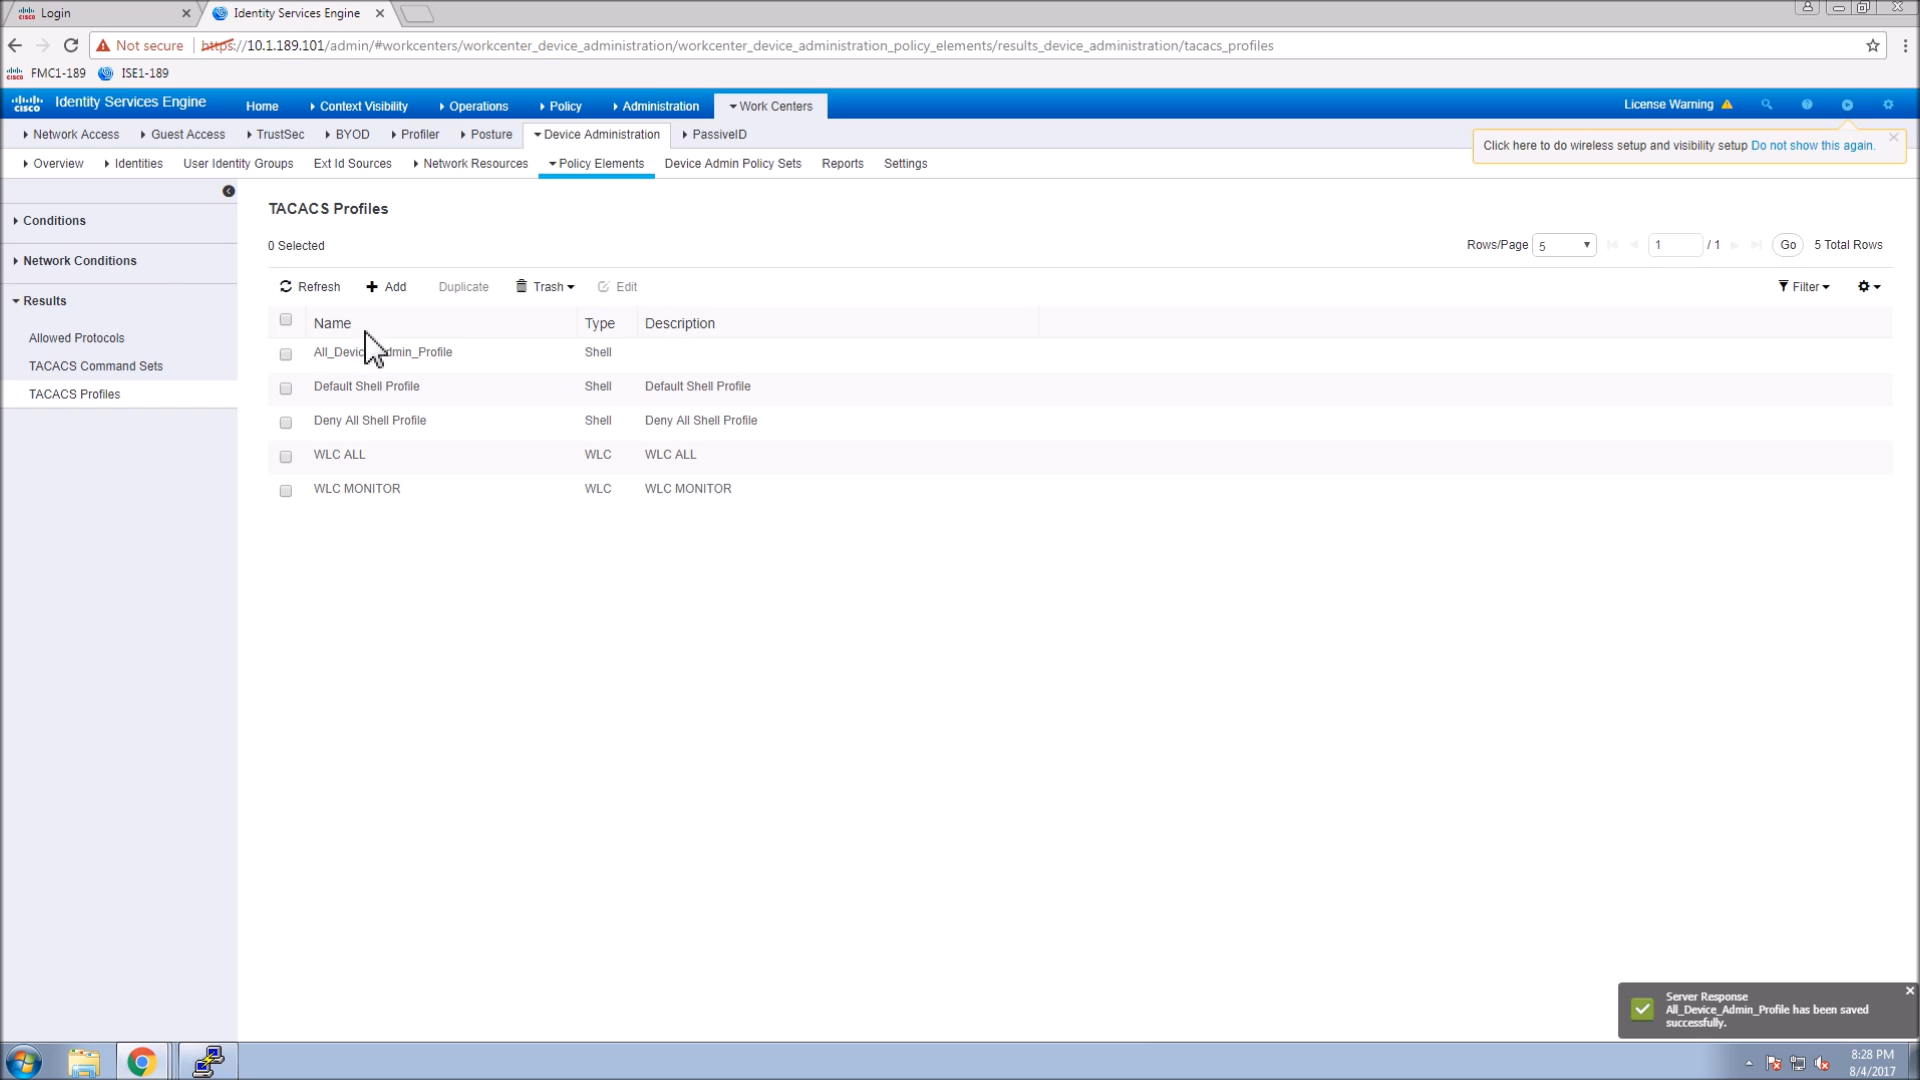 Login
Identity Services Engine
Not secure https://10.1.189.101/admin/#workcenters/workcenter_device_administration/workcenter_device_administration_policy_elements/results_device_administration/tacacs_profiles
CISCO FMC1-189 ISE1-189
CISCO Identity Services Engine Home Context Visibility Operations Policy Administration Work Centers License Warning
Network Access Guest Access TrustSec BYOD Profiler Posture Device Administration PassiveID
Click here to do wireless setup and visibility setup Do not show this again.
Overview Identities User Identity Groups Ext Id Sources Network Resources Policy Elements Device Admin Policy Sets Reports Settings
Conditions
Network Conditions
Results
Allowed Protocols
TACACS Command Sets
TACACS Profiles
TACACS Profiles
0 Selected
Rows/Page 5 1 / 1 Go 5 Total Rows
Refresh Add Duplicate Trash Edit Filter
Name Type Description
All_Devic dmin_Profile Shell
Default Shell Profile Shell Default Shell Profile
Deny All Shell Profile Shell Deny All Shell Profile
WLC ALL WLC WLC ALL
WLC MONITOR WLC WLC MONITOR
Server Response
All_Device_Admin_Profile has been saved
successfully.
8:28 PM
8/4/2017